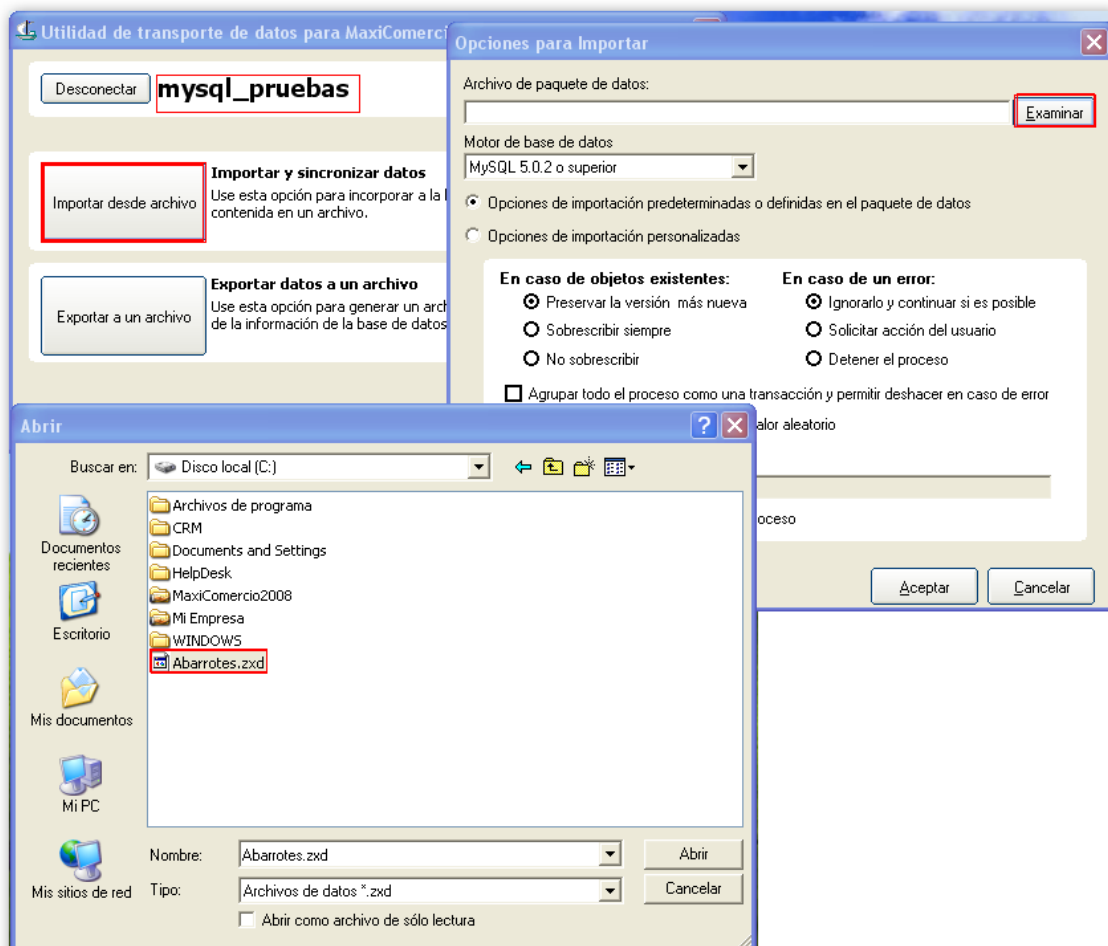 Utilidad de transporte de datos para MaxiComerci
Desconectar
mysql_pruebas
Importar desde archivo
Importar y sincronizar datos
Use esta opción para incorporar a la
contenida en un archivo.
Exportar a un archivo
Exportar datos a un archivo
Use esta opción para generar un arch
de la información de la base de datos
Opciones para Importar
Archivo de paquete de datos:
Examinar
Motor de base de datos
MySQL 5.0.2 o superior
Opciones de importación predeterminadas o definidas en el paquete de datos
Opciones de importación personalizadas
En caso de objetos existentes:
Preservar la versión más nueva
Sobrescribir siempre
No sobrescribir
En caso de un error:
Ignorarlo y continuar si es posible
Solicitar acción del usuario
Detener el proceso
Agrupar todo el proceso como una transacción y permitir deshacer en caso de error
alor aleatorio
oceso
Aceptar
Cancelar
Abrir
Buscar en:
Disco local (C:)
Documentos
recientes
Escritorio
Mis documentos
Mi PC
Mis sitios de red
Archivos de programa
CRM
Documents and Settings
HelpDesk
MaxiComercio2008
Mi Empresa
WINDOWS
Abarrotes.zxd
Nombre:
Abarrotes.zxd
Abrir
Tipo:
Archivos de datos *.zxd
Cancelar
Abrir como archivo de sólo lectura